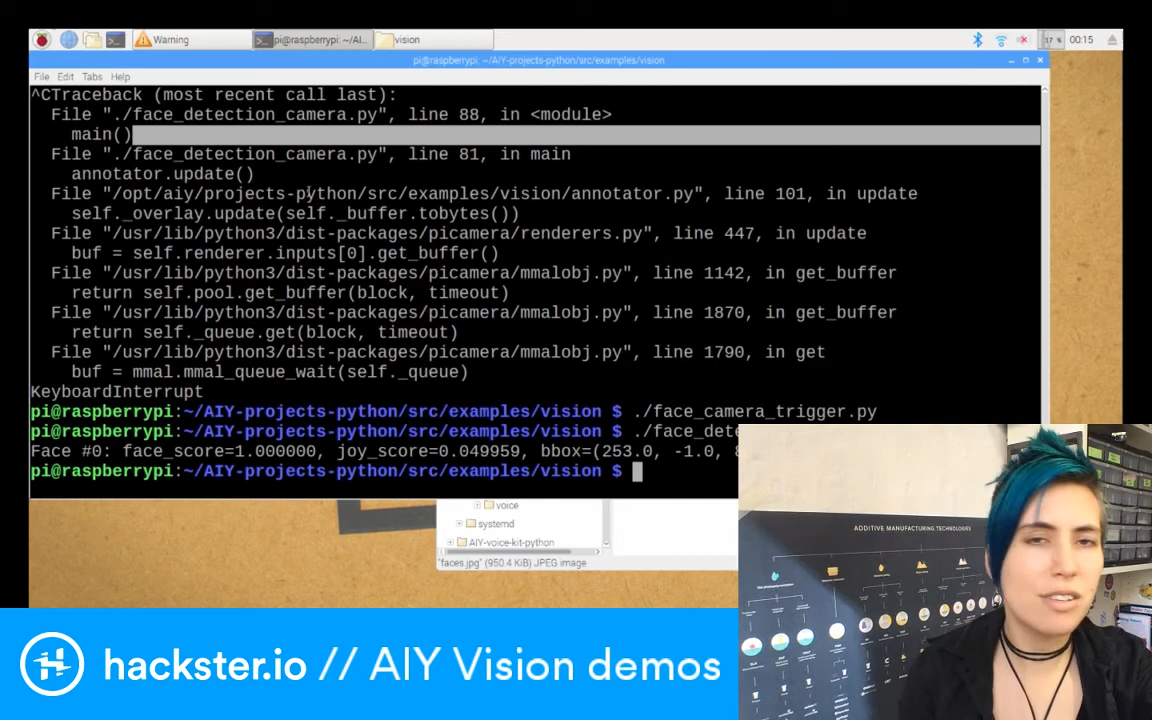 Warning
pi@raspberrypi: ~/AI...
vision
17 %
00:15
pi@raspberrypi: ~/AIY-projects-python/src/examples/vision
File Edit Tabs Help
^CTraceback (most recent call last):
File "./face_detection_camera.py", line 88, in <module>
main()
File "./face_detection_camera.py", line 81, in main
annotator.update()
File "/opt/aiy/projects-python/src/examples/vision/annotator.py", line 101, in update
self._overlay.update(self._buffer.tobytes())
File "/usr/lib/python3/dist-packages/picamera/renderers.py", line 447, in update
buf = self.renderer.inputs[0].get_buffer()
File "/usr/lib/python3/dist-packages/picamera/mmalobj.py", line 1142, in get_buffer
return self.pool.get_buffer(block, timeout)
File "/usr/lib/python3/dist-packages/picamera/mmalobj.py", line 1870, in get_buffer
return self._queue.get(block, timeout)
File "/usr/lib/python3/dist-packages/picamera/mmalobj.py", line 1790, in get
buf = mmal.mmal_queue_wait(self._queue)
KeyboardInterrupt
pi@raspberrypi:~/AIY-projects-python/src/examples/vision $ ./face_camera_trigger.py
pi@raspberrypi:~/AIY-projects-python/src/examples/vision $ ./face_dete
Face #0: face_score=1.000000, joy_score=0.049959, bbox=(253.0, -1.0,
pi@raspberrypi:~/AIY-projects-python/src/examples/vision $
voice
systemd
AIY-voice-kit-python
"faces.jpg" (950.4 KiB) JPEG image
ADDITIVE MANUFACTURING TECHNOLOGIES
hackster.io // AIY Vision demos